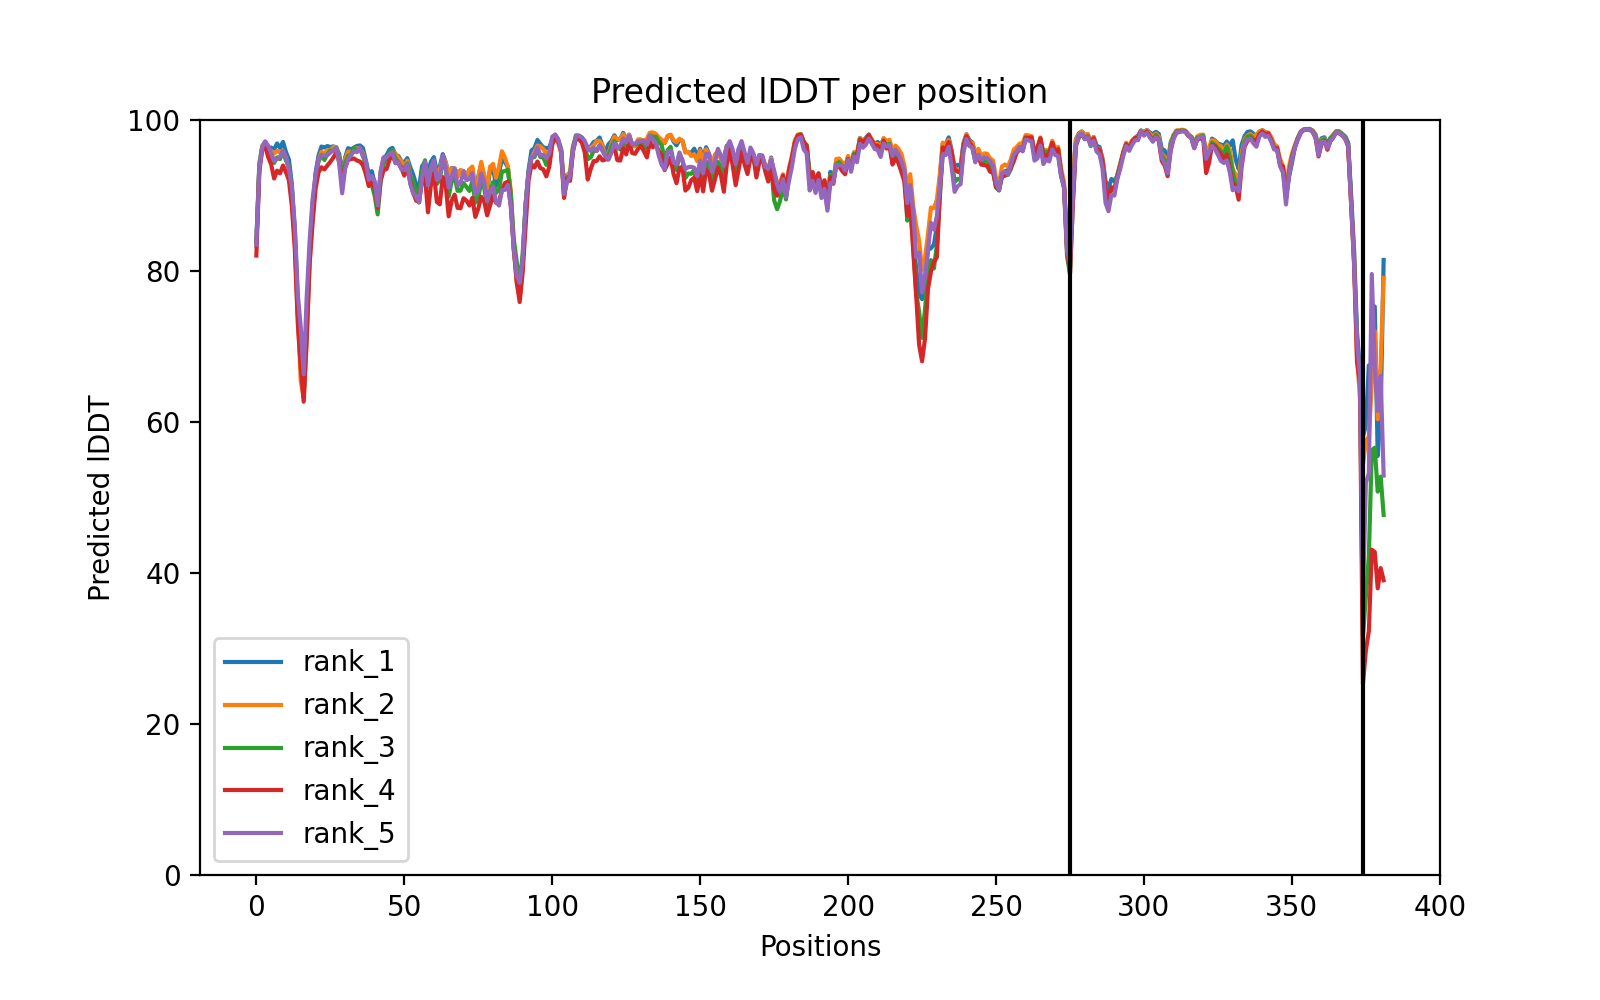 Predicted lDDT per position
100
80
60
40
20
0
Predicted lDDT
rank_1
rank_2
rank_3
rank_4
rank_5
0 50 100 150 200 250 300 350 400
Positions